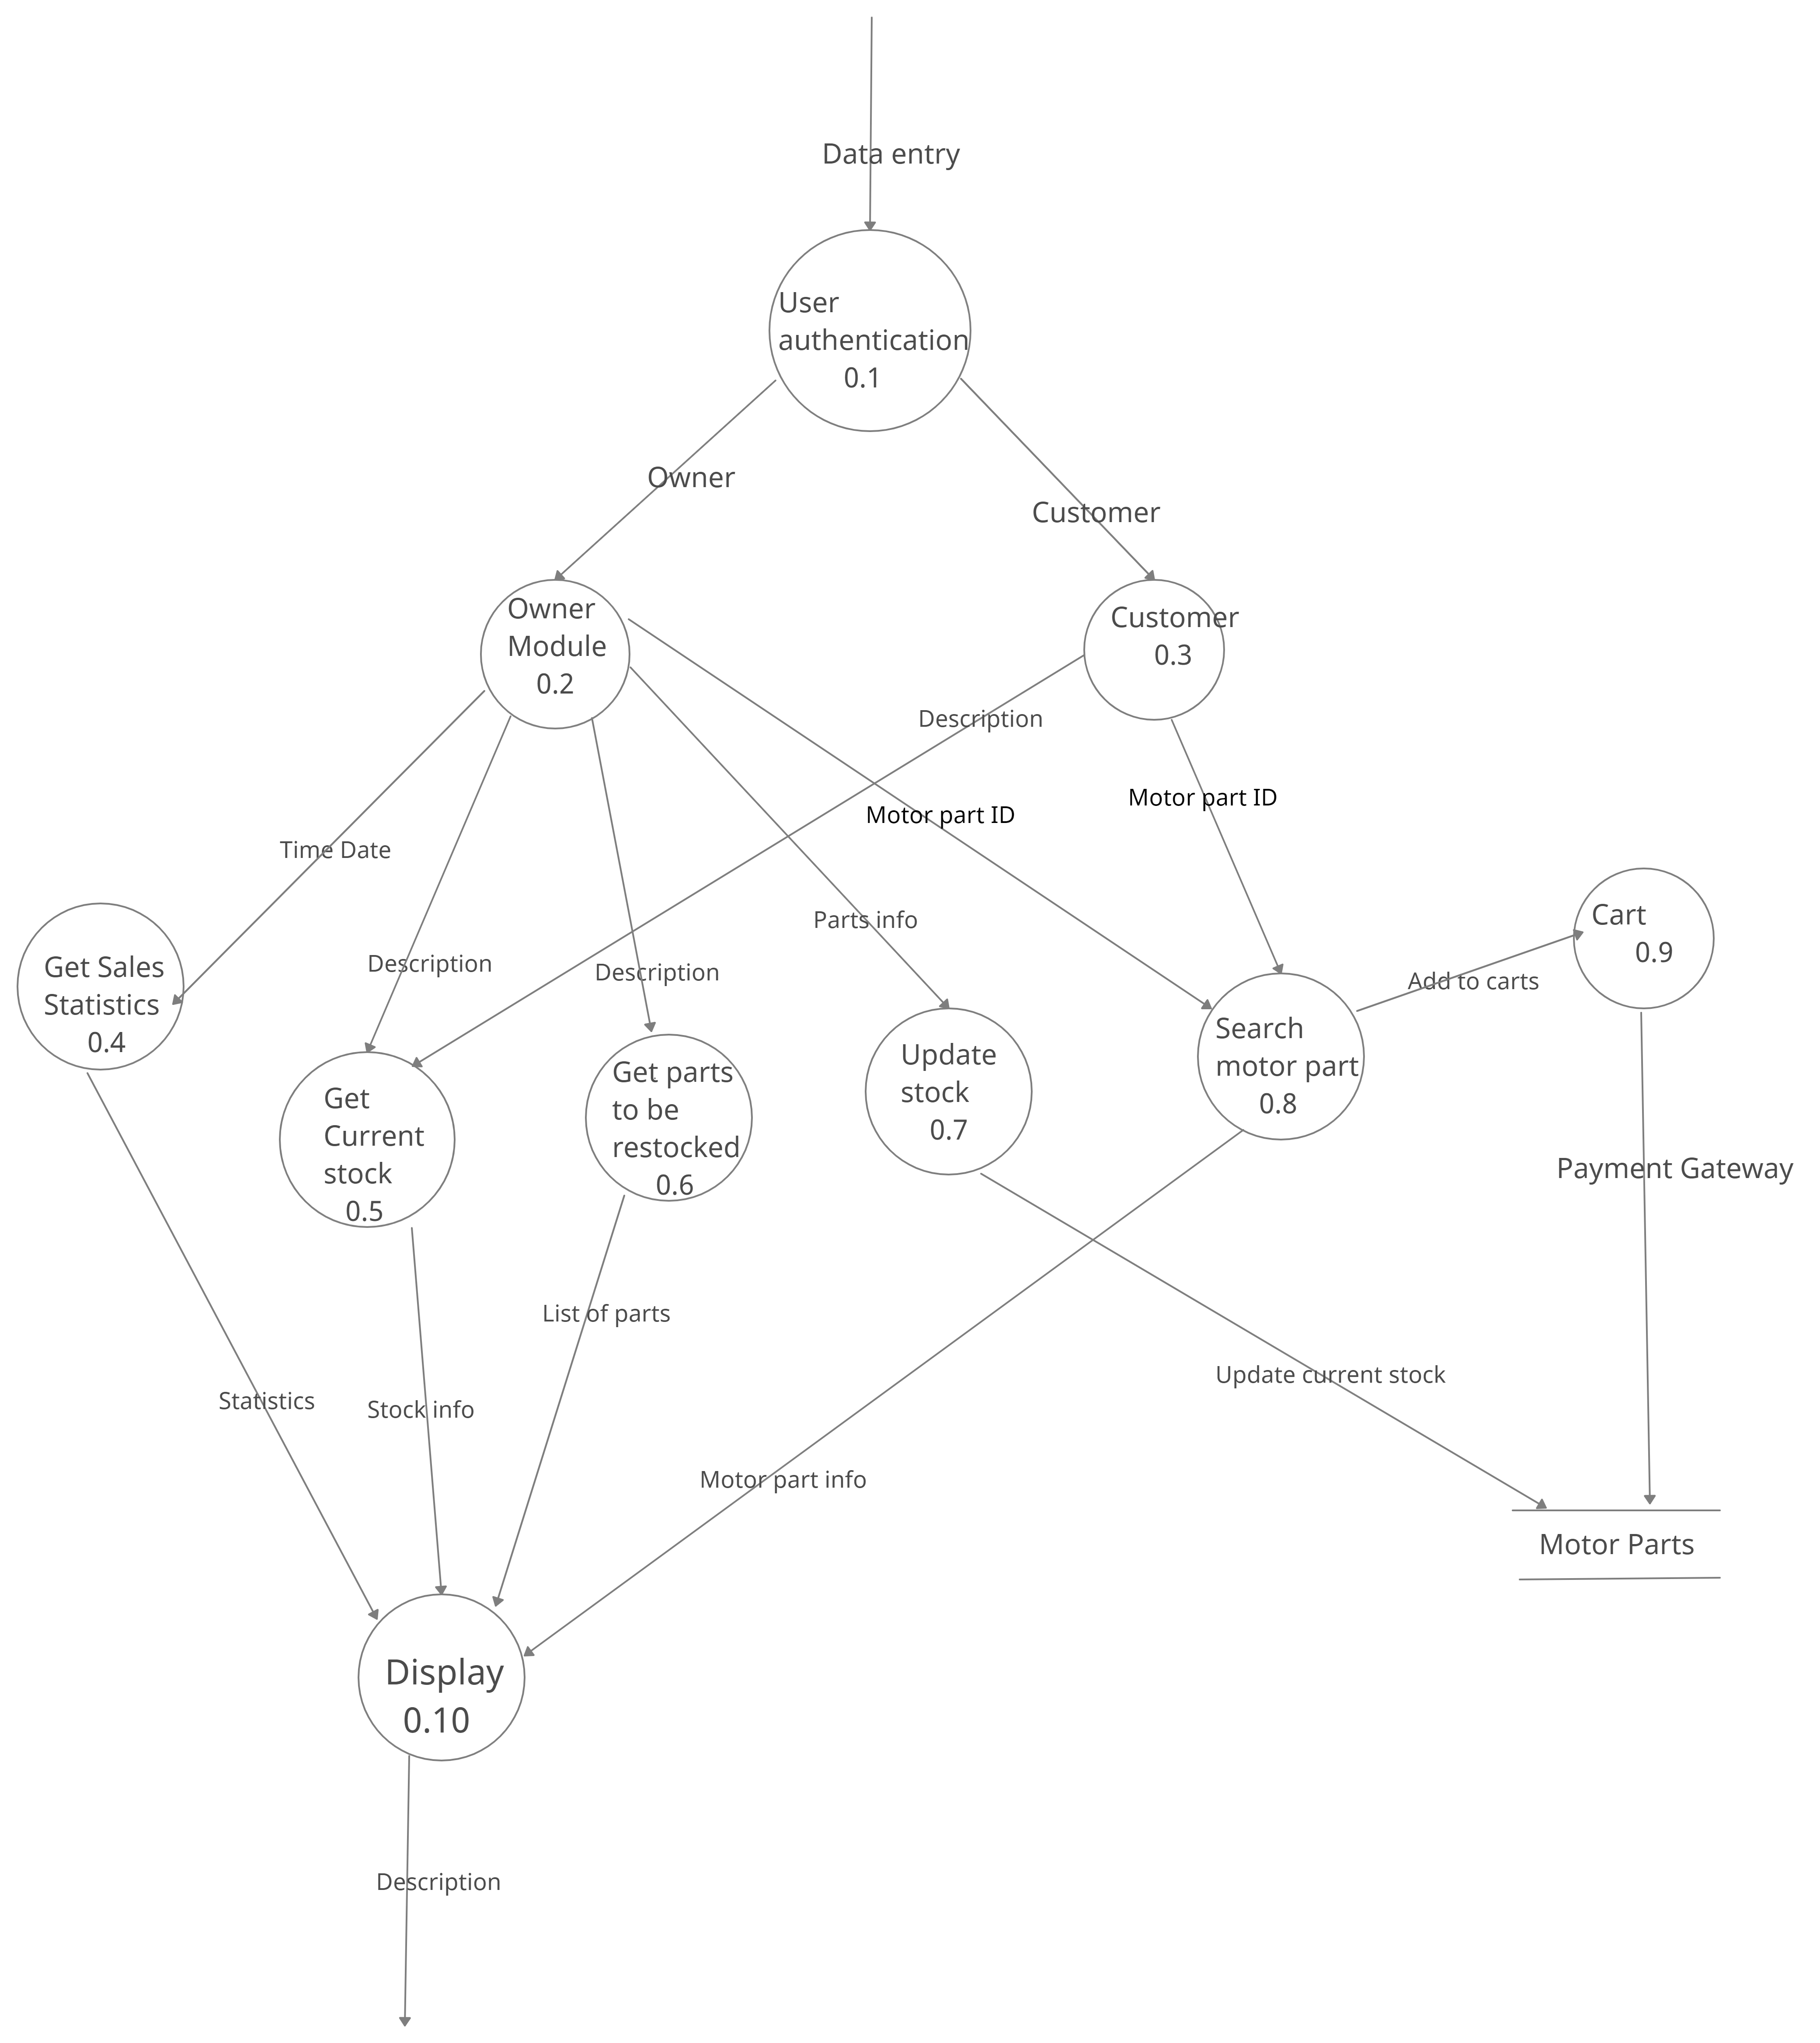 Data entry
User
authentication
0.1
Owner
Customer
Owner
Module
0.2
Customer
0.3
Description
Motor part ID
Motor part ID
Time Date
Parts info
Description
Description
Get Sales
Statistics
0.4
Cart
0.9
Add to carts
Get
Current
stock
0.5
Get parts
to be
restocked
0.6
Update
stock
0.7
Search
motor part
0.8
Payment Gateway
List of parts
Update current stock
Statistics
Stock info
Motor part info
Motor Parts
Display
0.10
Description